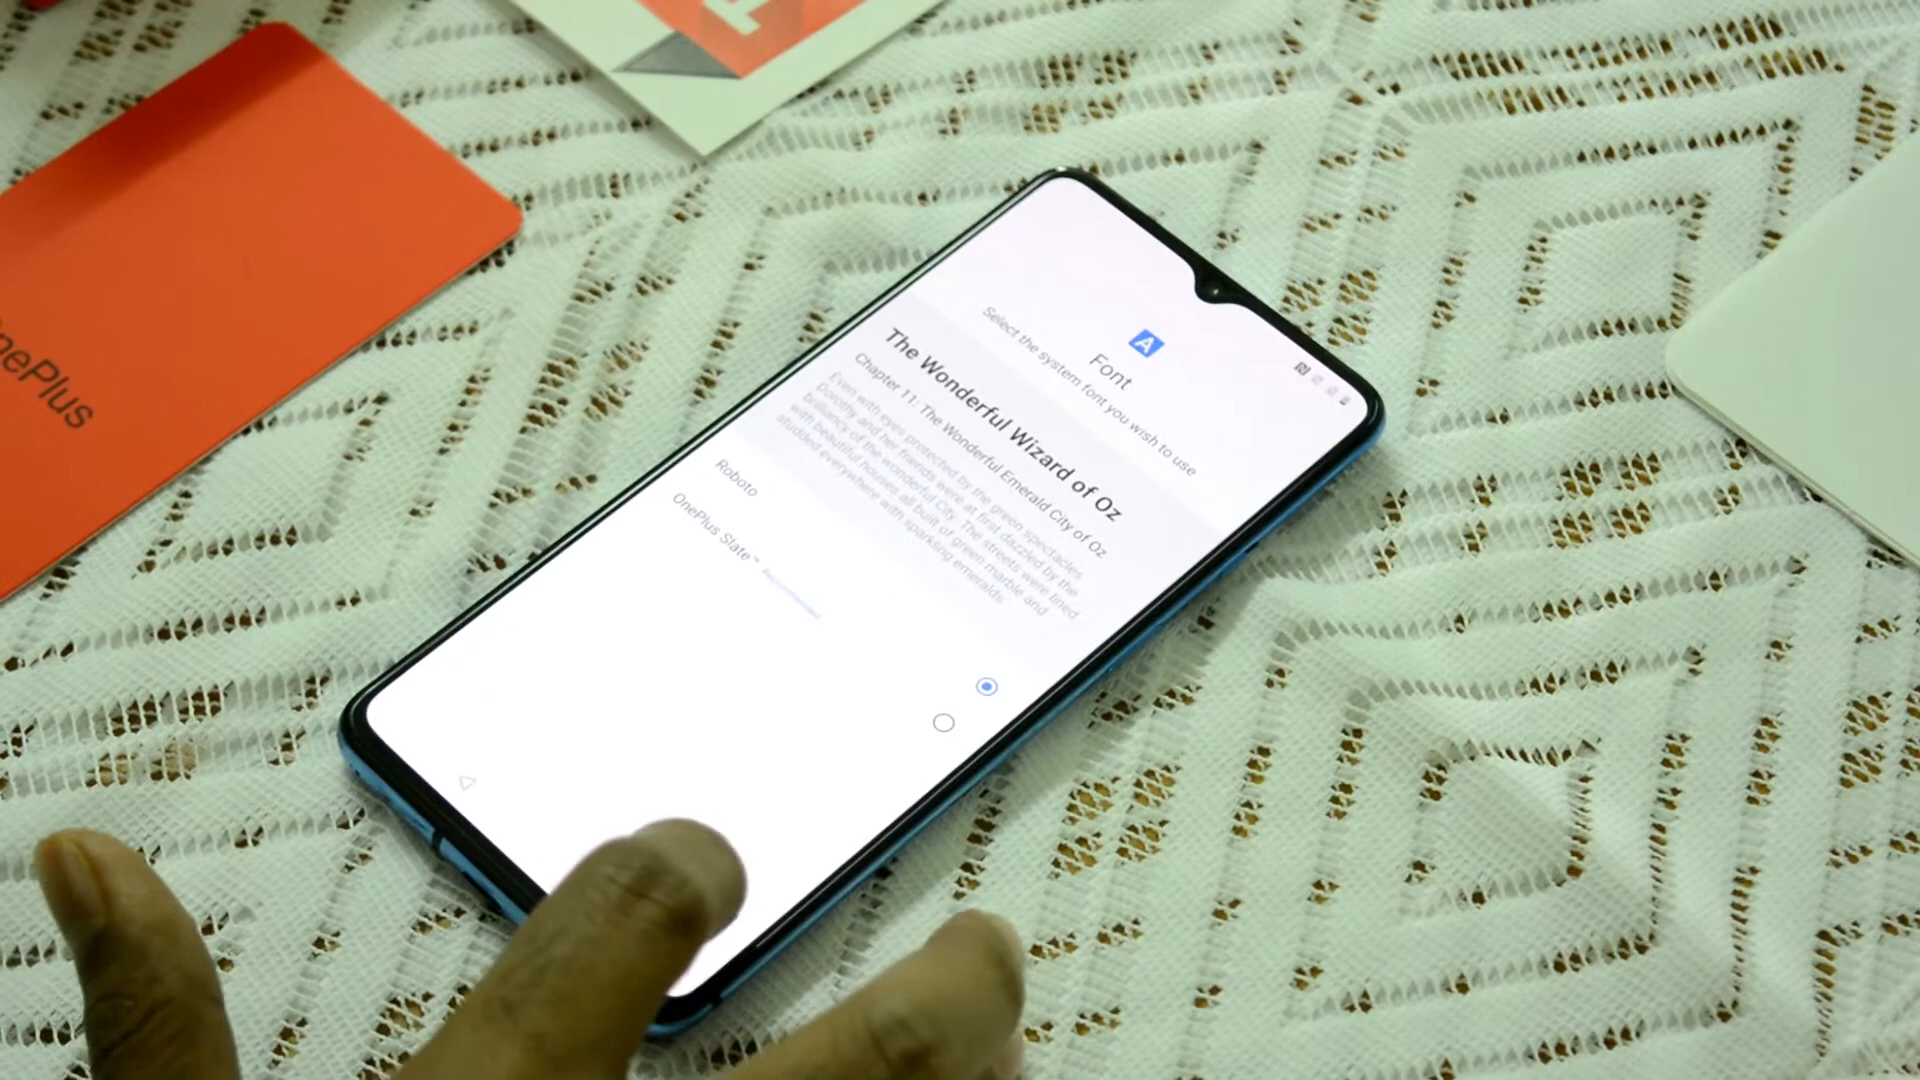 OnePlus
Font
Select the system font you wish to use
The Wonderful Wizard of Oz
Chapter 11: The Wonderful Emerald City of Oz
Even with eyes protected by the green spectacles
Dorothy and her friends were at first dazzled by the
brilliancy of the wonderful City. The streets were lined
with beautiful houses all built of green marble and
studded everywhere with sparkling emeralds.
Roboto
OnePlus Slate™